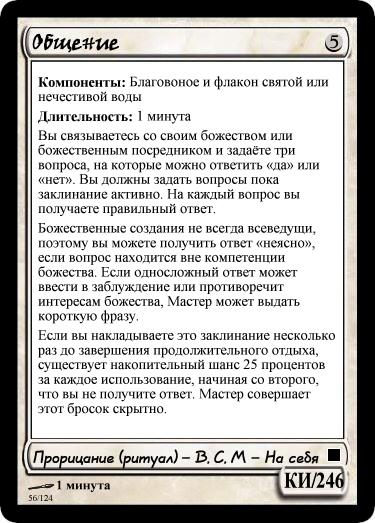 Общение 5
Компоненты: Благовоное и флакон святой или
нечестивой воды
Длительность: 1 минута
Вы связываетесь со своим божеством или
божественным посредником и задаёте три
вопроса, на которые можно ответить «да» или
«нет». Вы должны задать вопросы пока
заклинание активно. На каждый вопрос вы
получаете правильный ответ.
Божественные создания не всегда всеведущи,
поэтому вы можете получить ответ «неясно»,
если вопрос находится вне компетенции
божества. Если односложный ответ может
ввести в заблуждение или противоречит
интересам божества, Мастер может выдать
короткую фразу.
Если вы накладываете это заклинание несколько
раз до завершения продолжительного отдыха,
существует накопительный шанс 25 процентов
за каждое использование, начиная со второго,
что вы не получите ответ. Мастер совершает
этот бросок скрытно.
Прорицание (ритуал) – В, С, М – На себя
КИ/246
1 минута
56/124